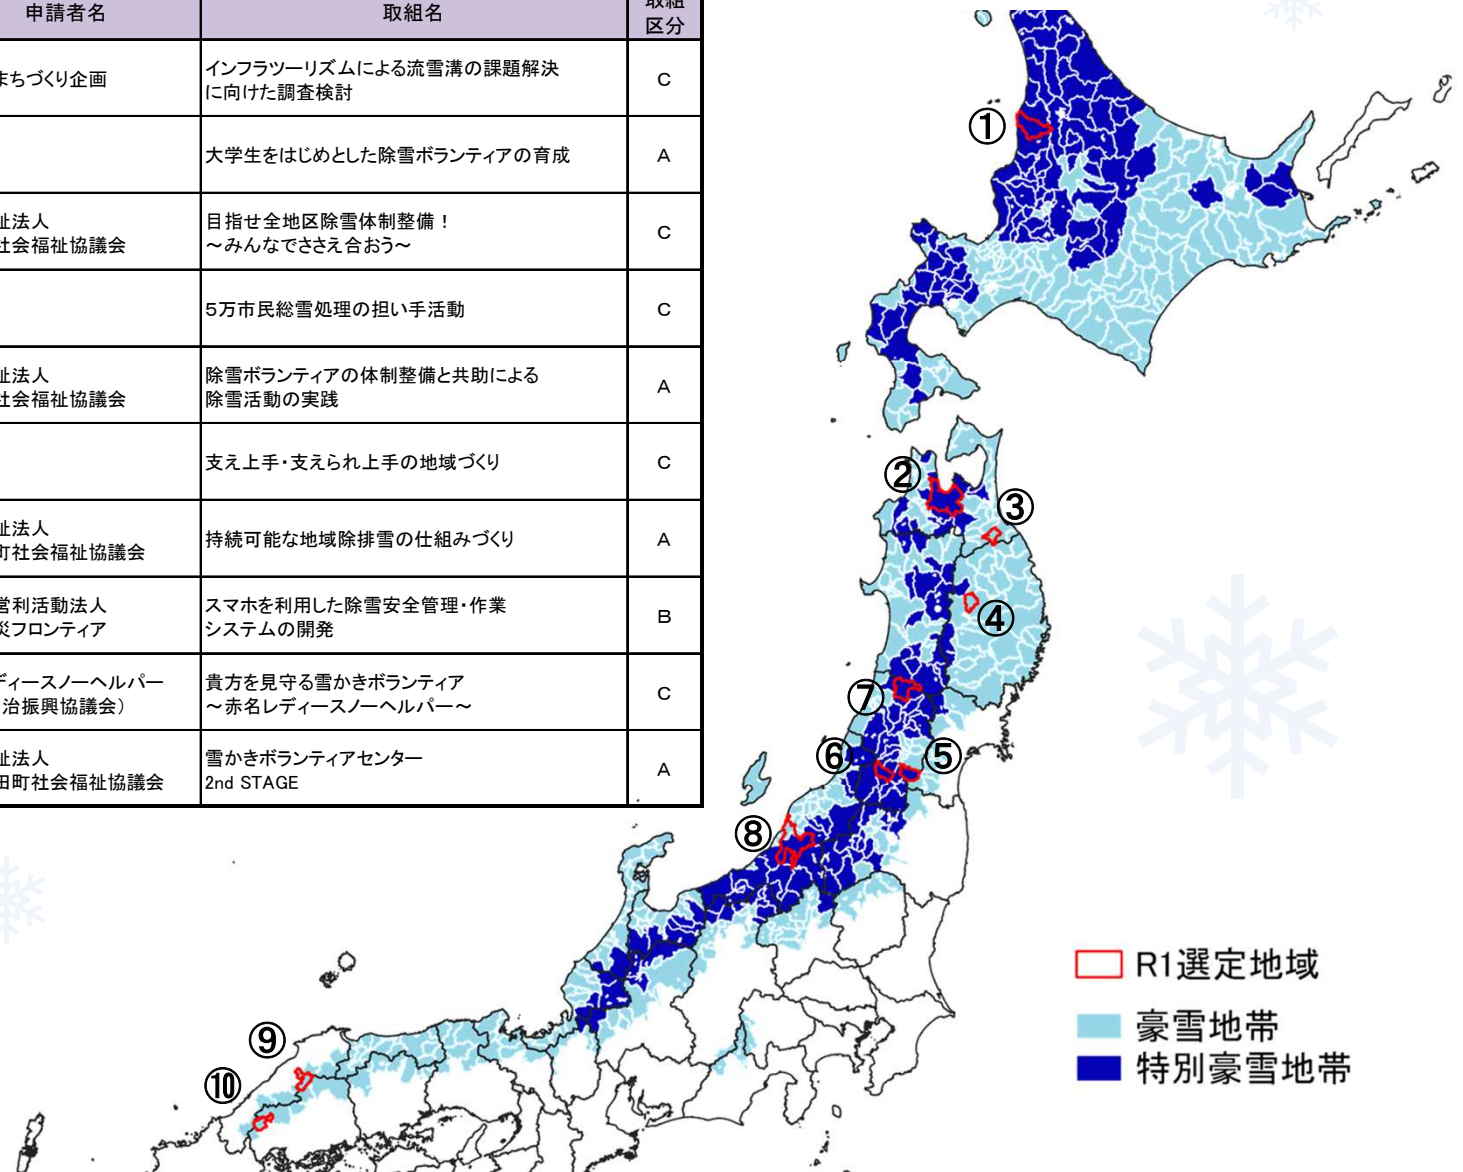 申請者名
取組名
取組
区分
まちづくり企画
インフラツーリズムによる流雪溝の課題解決
に向けた調査検討
C
大学生をはじめとした除雪ボランティアの育成
A
祉法人
社会福祉協議会
目指せ全地区除雪体制整備！
～みんなでささえ合おう～
C
5万市民総雪処理の担い手活動
C
祉法人
社会福祉協議会
除雪ボランティアの体制整備と共助による
除雪活動の実践
A
支え上手・支えられ上手の地域づくり
C
祉法人
町社会福祉協議会
持続可能な地域除排雪の仕組みづくり
A
営利活動法人
災フロンティア
スマホを利用した除雪安全管理・作業
システムの開発
B
ディースノーヘルパー
治振興協議会）
貴方を見守る雪かきボランティア
～赤名レディースノーヘルパー～
C
祉法人
田町社会福祉協議会
雪かきボランティアセンター
2nd STAGE
A
①
②
③
④
⑦
⑥
⑤
⑧
⑨
⑩
R1選定地域
豪雪地帯
特別豪雪地帯